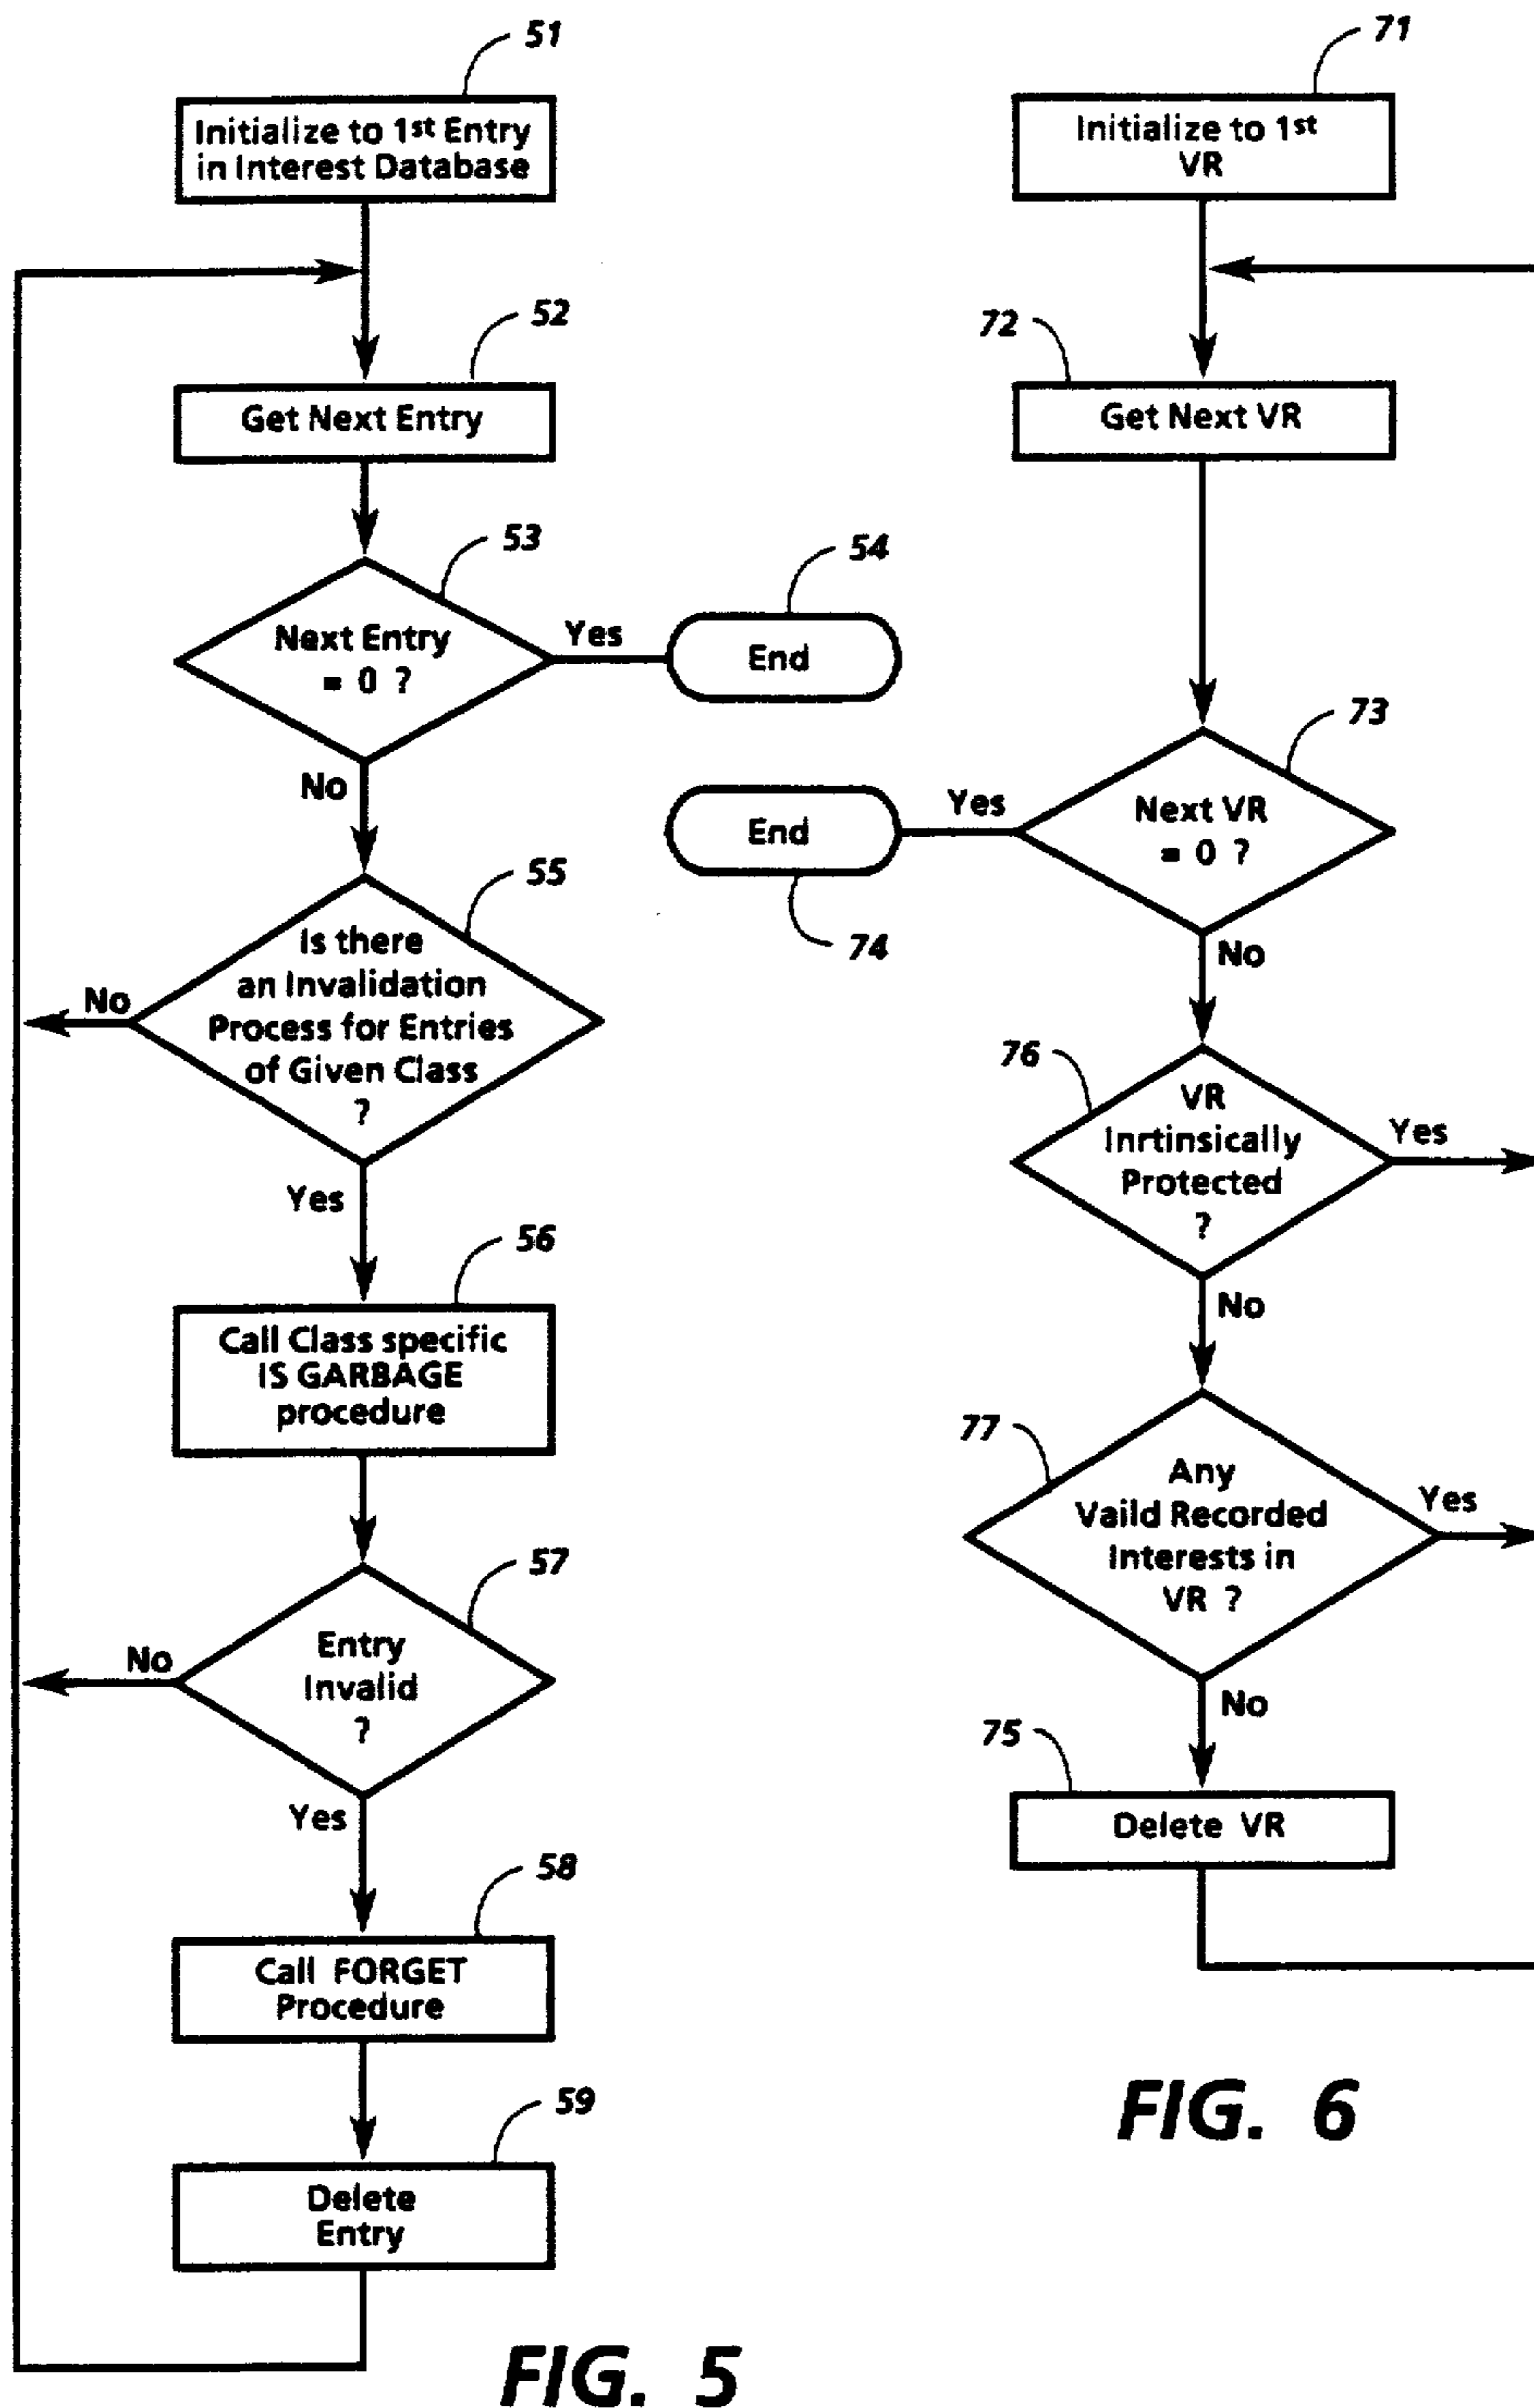 51
Initialize to 1st Entry
in Interest Database
52
Get Next Entry
53
Next Entry
= 0 ?
Yes
54
End
No
55
Is there
an Invalidation
Process for Entries
of Given Class
?
No
Yes
56
Call Class specific
IS GARBAGE
procedure
57
Entry
Invalid
?
No
Yes
58
Call FORGET
Procedure
59
Delete
Entry
FIG. 5
71
Initialize to 1st
VR
72
Get Next VR
73
Next VR
= 0 ?
Yes
End
74
No
76
VR
Inrtinsically
Protected
?
Yes
No
77
Any
Vaild Recorded
Interests in
VR ?
Yes
No
75
Delete VR
FIG. 6